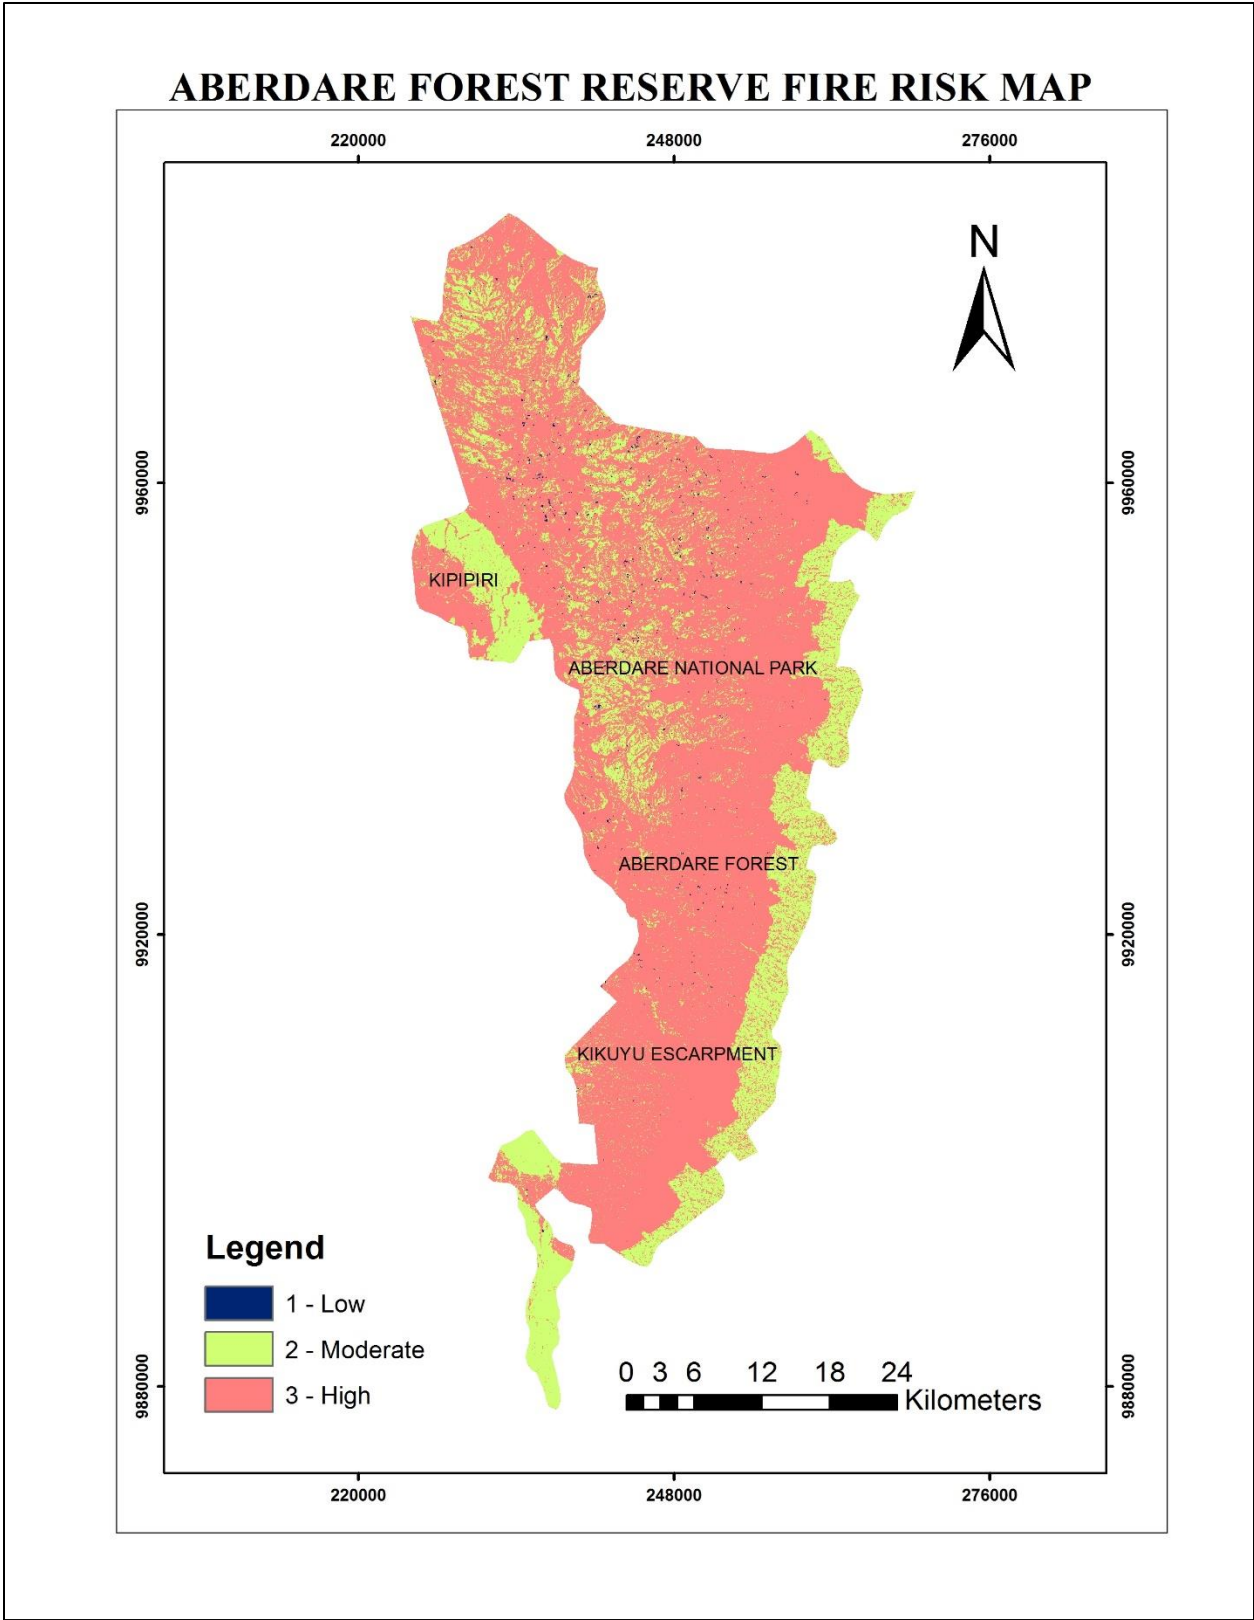 ABERDARE FOREST RESERVE FIRE RISK MAP
220000 248000 276000
N
9960000 9960000
KIPIPIRI
ABERDARE NATIONAL PARK
ABERDARE FOREST
9920000 9920000
KIKUYU ESCARPMENT
Legend
1 - Low
2 - Moderate
3 - High
0 3 6 12 18 24
Kilometers
9880000 9880000
220000 248000 276000